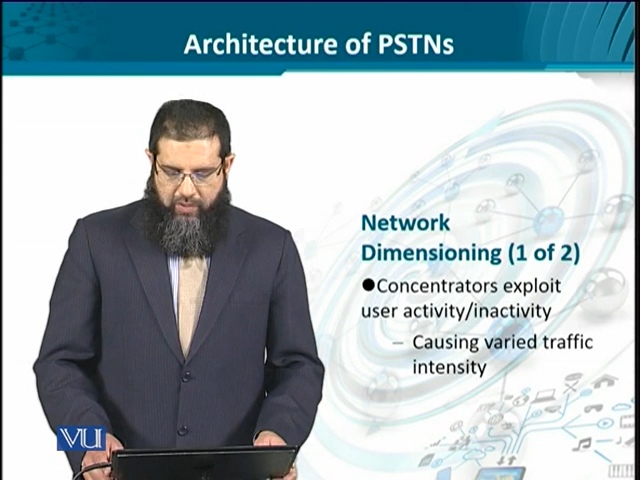 Architecture of PSTNs
Network
Dimensioning (1 of 2)
●Concentrators exploit
user activity/inactivity
– Causing varied traffic
intensity
VU